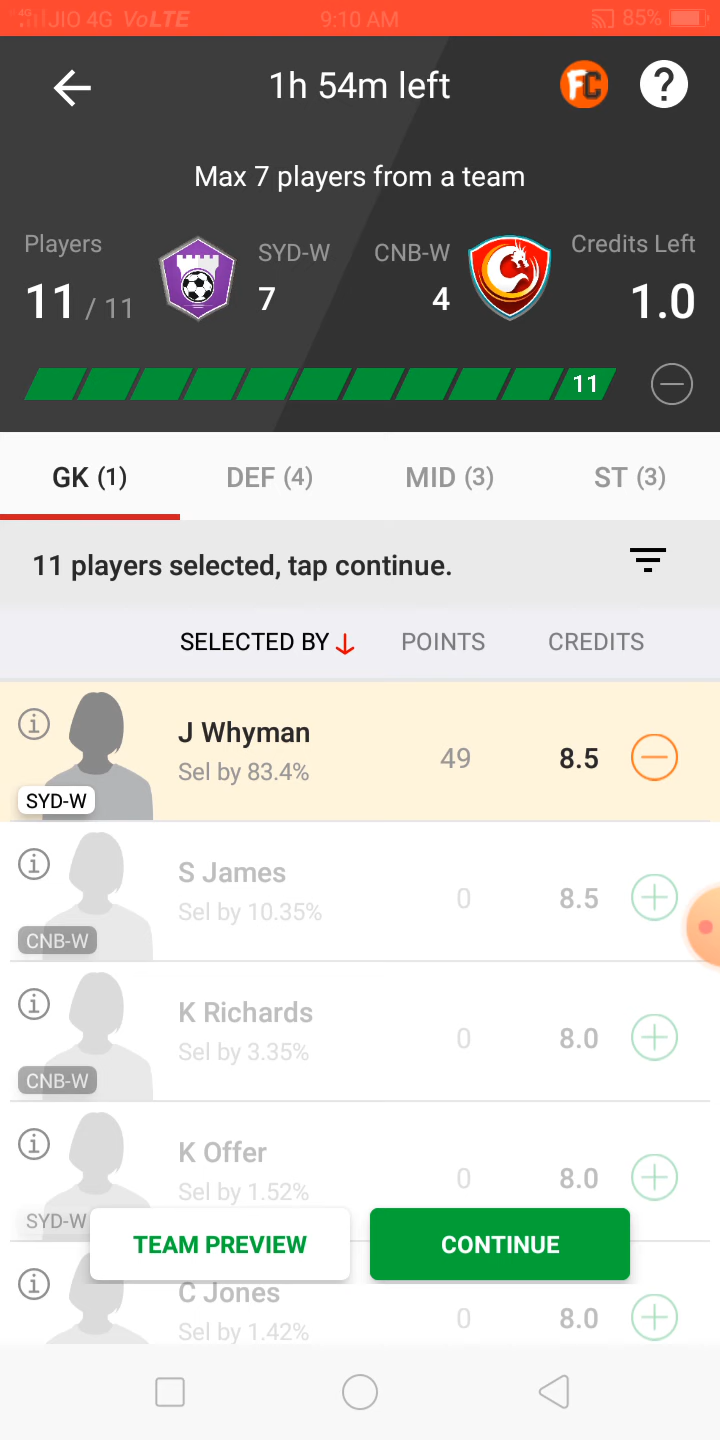 4G JIO 4G VoLTE 9:10 AM 85%
1h 54m left FC ?
Max 7 players from a team
Players SYD-W CNB-W Credits Left
11 / 11 7 4 1.0
11
GK (1) DEF (4) MID (3) ST (3)
11 players selected, tap continue.
SELECTED BY POINTS CREDITS
J Whyman
Sel by 83.4% 49 8.5
SYD-W
S James
Sel by 10.35% 0 8.5
CNB-W
K Richards
Sel by 3.35% 0 8.0
CNB-W
K Offer
Sel by 1.52% 0 8.0
SYD-W
TEAM PREVIEW CONTINUE
C Jones
Sel by 1.42% 0 8.0